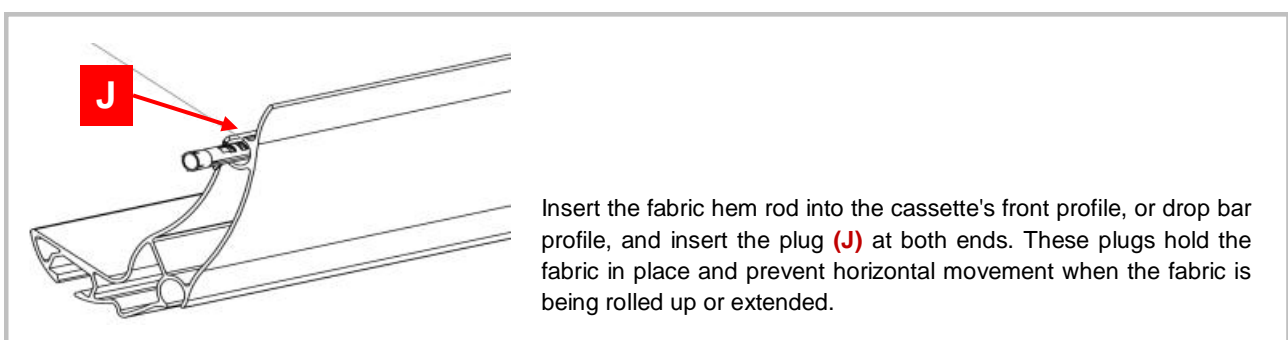 J
Insert the fabric hem rod into the cassette's front profile, or drop bar
profile, and insert the plug (J) at both ends. These plugs hold the
fabric in place and prevent horizontal movement when the fabric is
being rolled up or extended.